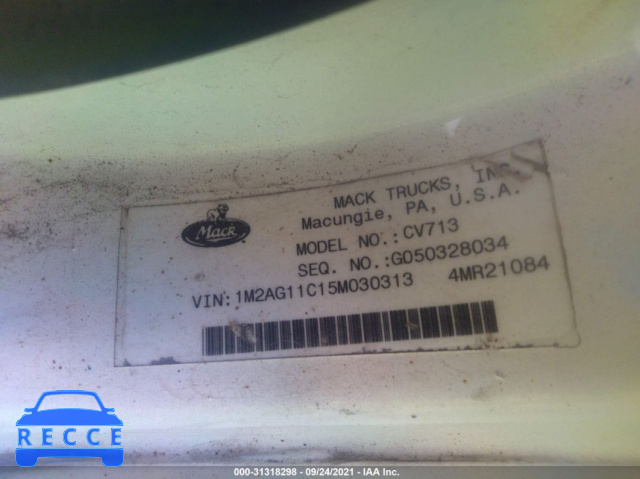 MACK TRUCKS, INC.
Macungie, PA, U.S.A.
Mack
MODEL NO.:CV713
SEQ. NO.:G050328034
VIN:1M2AG11C15M030313 4MR21084
RECCE
000-31318298 - 09/24/2021 - IAA Inc.